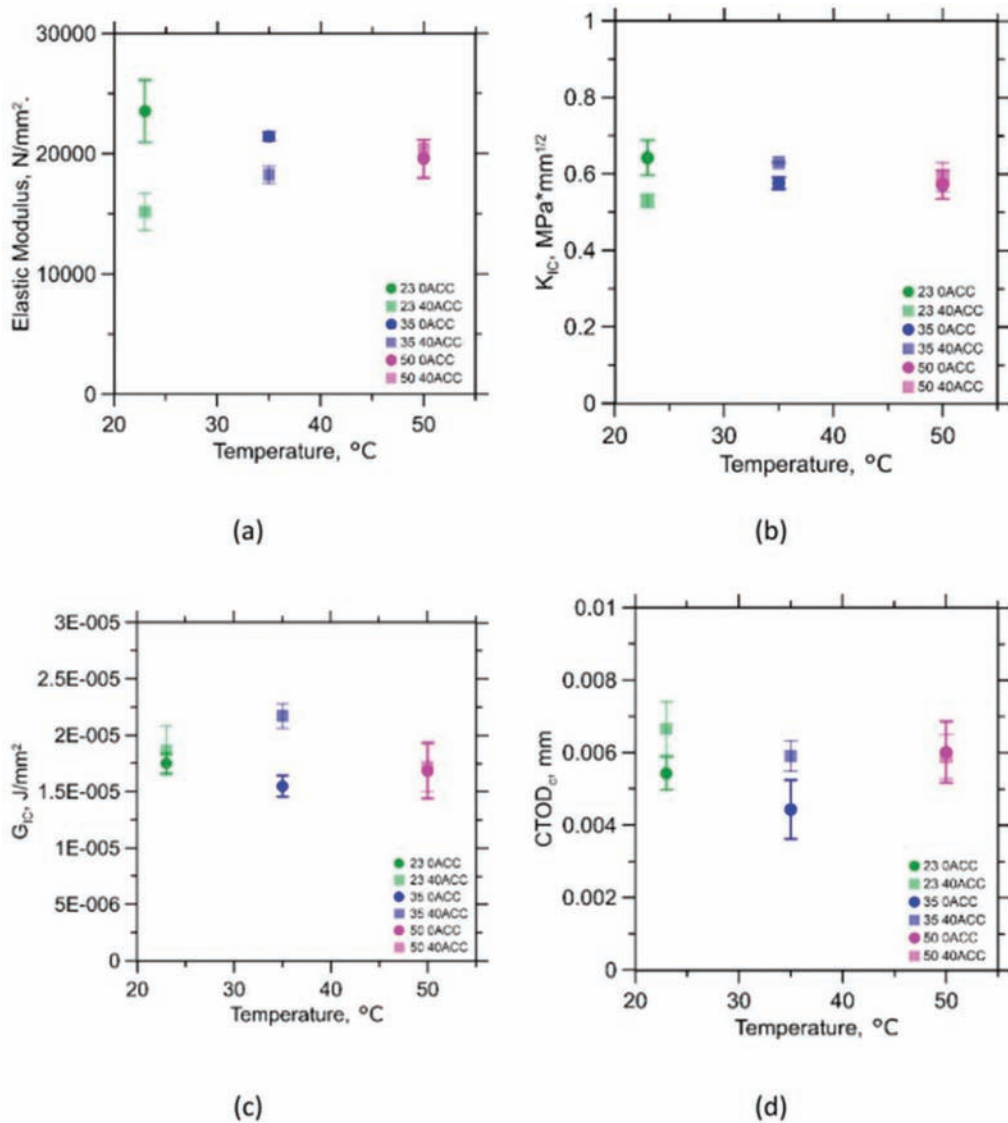 30000
20000
10000
0
Elastic Modulus, N/mm².
23 0ACC
23 40ACC
35 0ACC
35 40ACC
50 0ACC
50 40ACC
20 30 40 50
Temperature, °C
(a)
1
0.8
0.6
0.4
0.2
0
K_IC, MPa*mm^1/2
23 0ACC
23 40ACC
35 0ACC
35 40ACC
50 0ACC
50 40ACC
20 30 40 50
Temperature, °C
(b)
3E-005
2.5E-005
2E-005
1.5E-005
1E-005
5E-006
0
G_IC, J/mm²
23 0ACC
23 40ACC
35 0ACC
35 40ACC
50 0ACC
50 40ACC
20 30 40 50
Temperature, °C
(c)
0.01
0.008
0.006
0.004
0.002
0
CTOD_c, mm
23 0ACC
23 40ACC
35 0ACC
35 40ACC
50 0ACC
50 40ACC
20 30 40 50
Temperature, °C
(d)